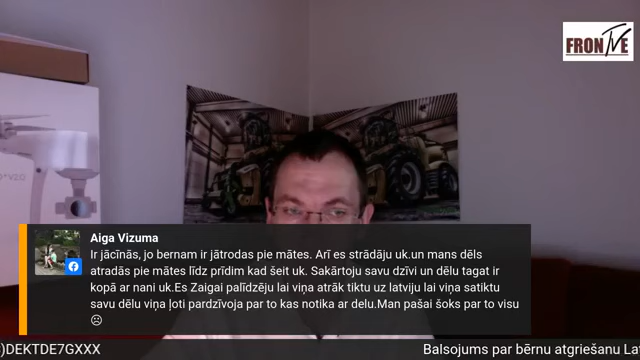 FRONTVE
Aiga Vizuma
Ir jācīnās, jo bernam ir jātrodas pie mātes. Arī es strādāju uk.un mans dēls
atradās pie mātes līdz prīdim kad šeit uk. Sakārtoju savu dzīvi un dēlu tagat ir
kopā ar nani uk.Es Zaigai palīdzēju lai viņa atrāk tiktu uz latviju lai viņa satiktu
savu dēlu viņa ļoti pardzīvoja par to kas notika ar delu.Man pašai šoks par to visu
☹
)DEKTDE7GXXX
Balsojums par bērnu atgriešanu Lat